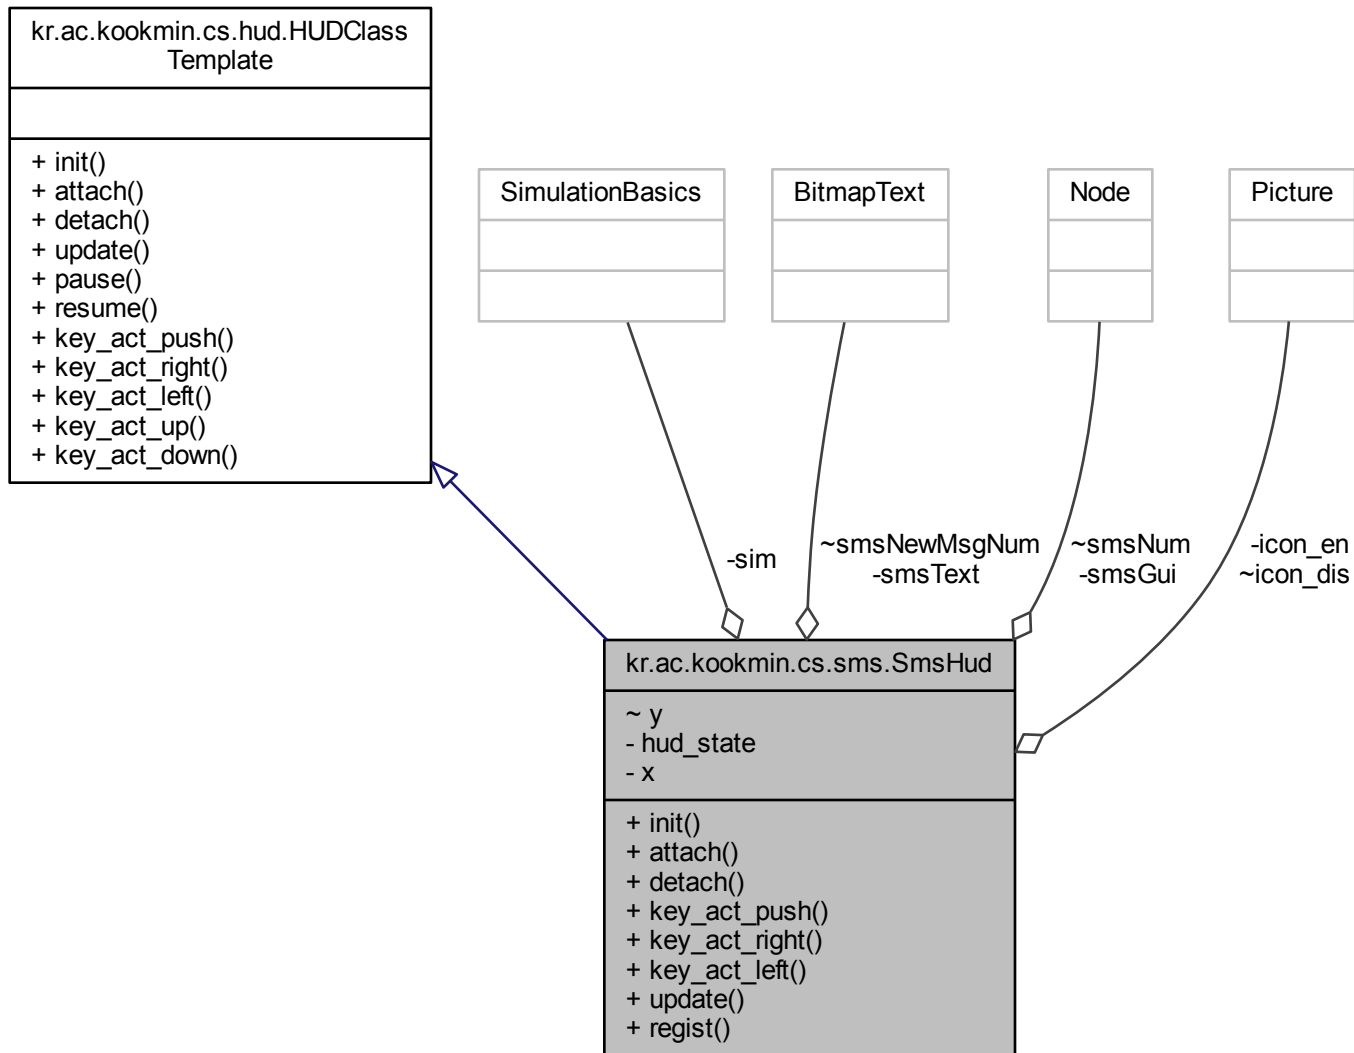 kr.ac.kookmin.cs.hud.HUDClass
Template
+ init()
+ attach()
+ detach()
+ update()
+ pause()
+ resume()
+ key_act_push()
+ key_act_right()
+ key_act_left()
+ key_act_up()
+ key_act_down()
SimulationBasics
BitmapText
Node
Picture
-sim
~smsNewMsgNum
-smsText
~smsNum
-smsGui
-icon_en
~icon_dis
kr.ac.kookmin.cs.sms.SmsHud
~ y
- hud_state
- x
+ init()
+ attach()
+ detach()
+ key_act_push()
+ key_act_right()
+ key_act_left()
+ update()
+ regist()